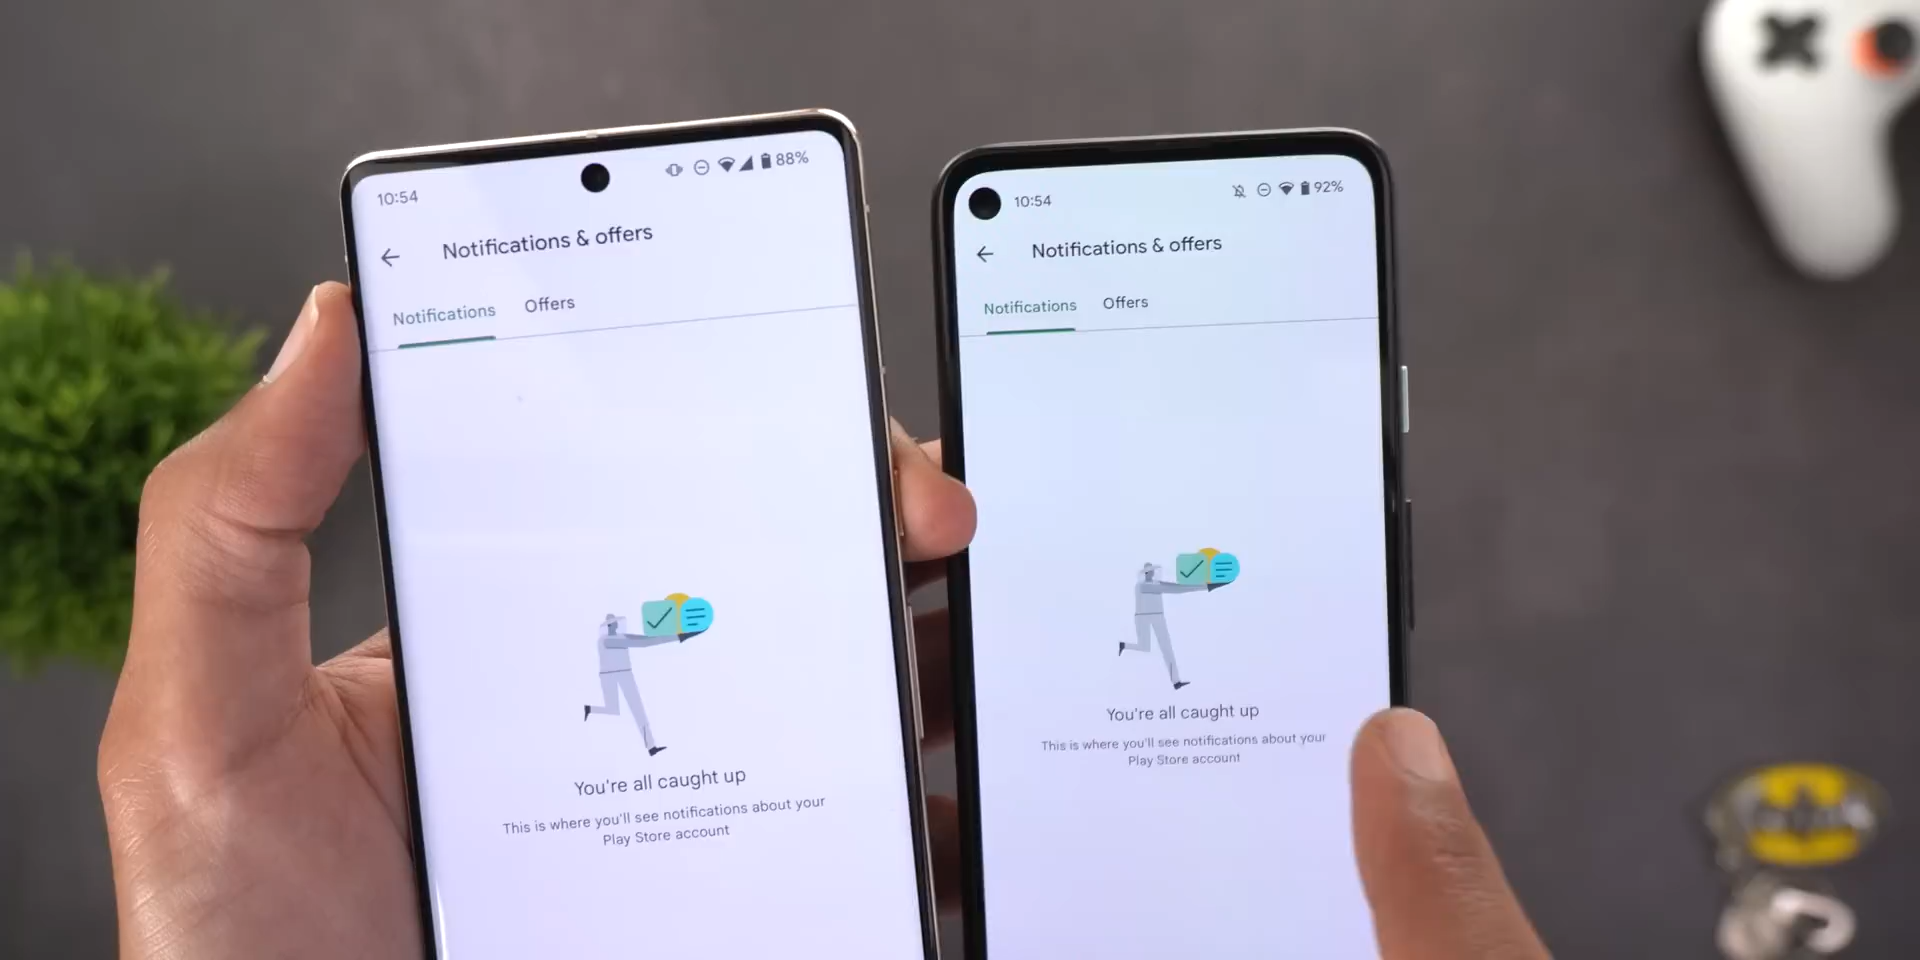 10:54
88%
Notifications & offers
Notifications
Offers
You're all caught up
This is where you'll see notifications about your
Play Store account
10:54
92%
Notifications & offers
Notifications
Offers
You're all caught up
This is where you'll see notifications about your
Play Store account